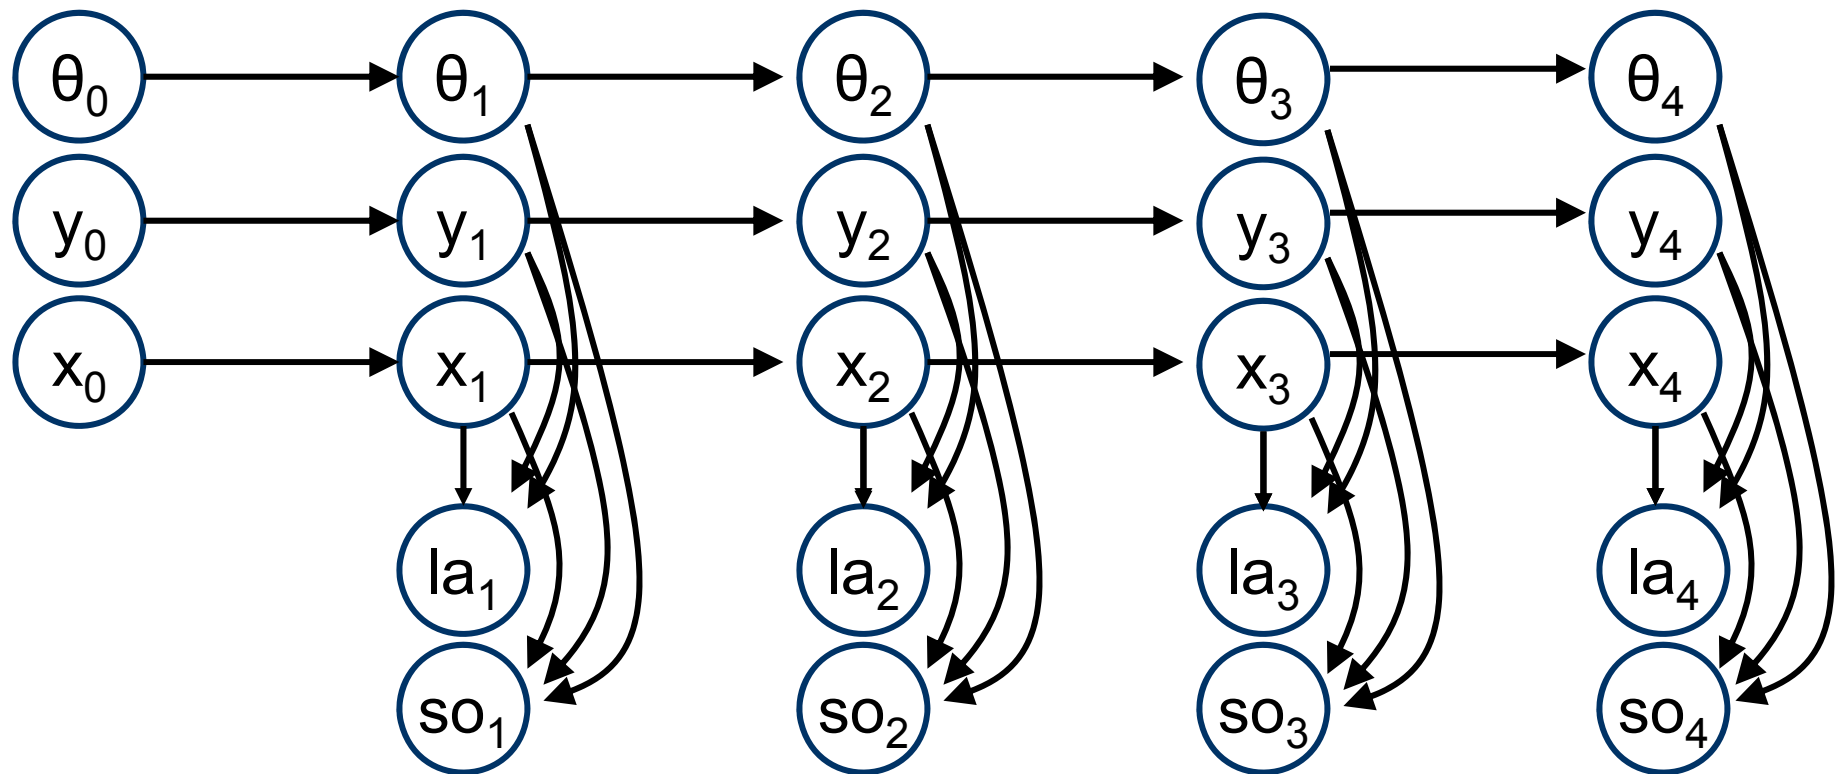 θ₀ θ₁ θ₂ θ₃ θ₄
y₀ y₁ y₂ y₃ y₄
x₀ x₁ x₂ x₃ x₄
la₁ la₂ la₃ la₄
so₁ so₂ so₃ so₄